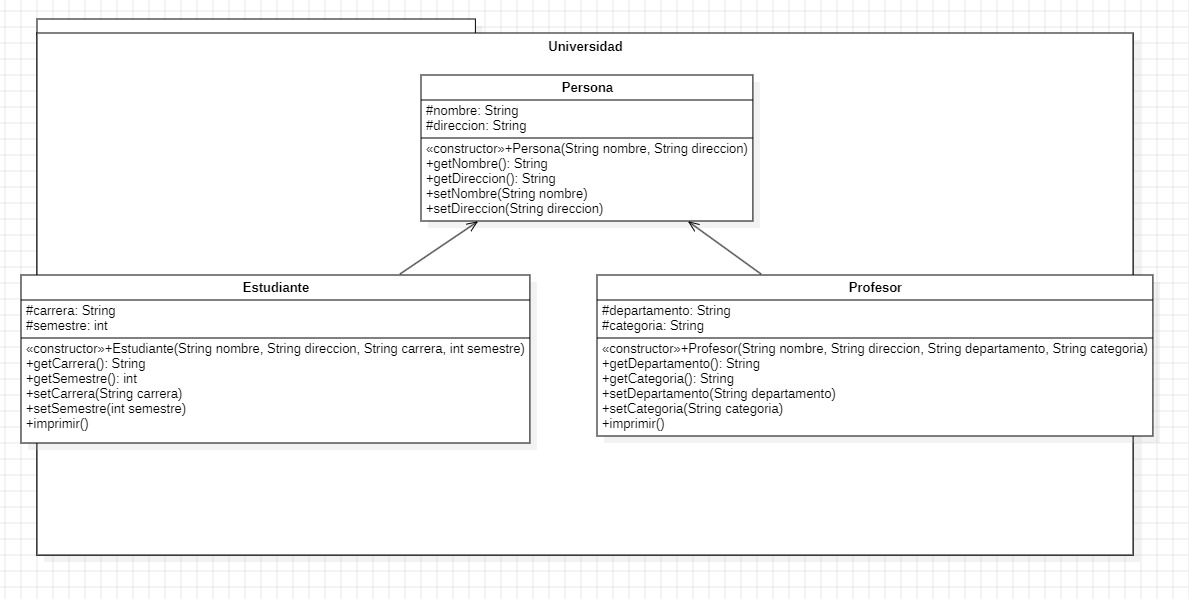 Universidad
Persona
#nombre: String
#direccion: String
«constructor»+Persona(String nombre, String direccion)
+getNombre(): String
+getDireccion(): String
+setNombre(String nombre)
+setDireccion(String direccion)
Estudiante
#carrera: String
#semestre: int
«constructor»+Estudiante(String nombre, String direccion, String carrera, int semestre)
+getCarrera(): String
+getSemestre(): int
+setCarrera(String carrera)
+setSemestre(int semestre)
+imprimir()
Profesor
#departamento: String
#categoria: String
«constructor»+Profesor(String nombre, String direccion, String departamento, String categoria)
+getDepartamento(): String
+getCategoria(): String
+setDepartamento(String departamento)
+setCategoria(String categoria)
+imprimir()